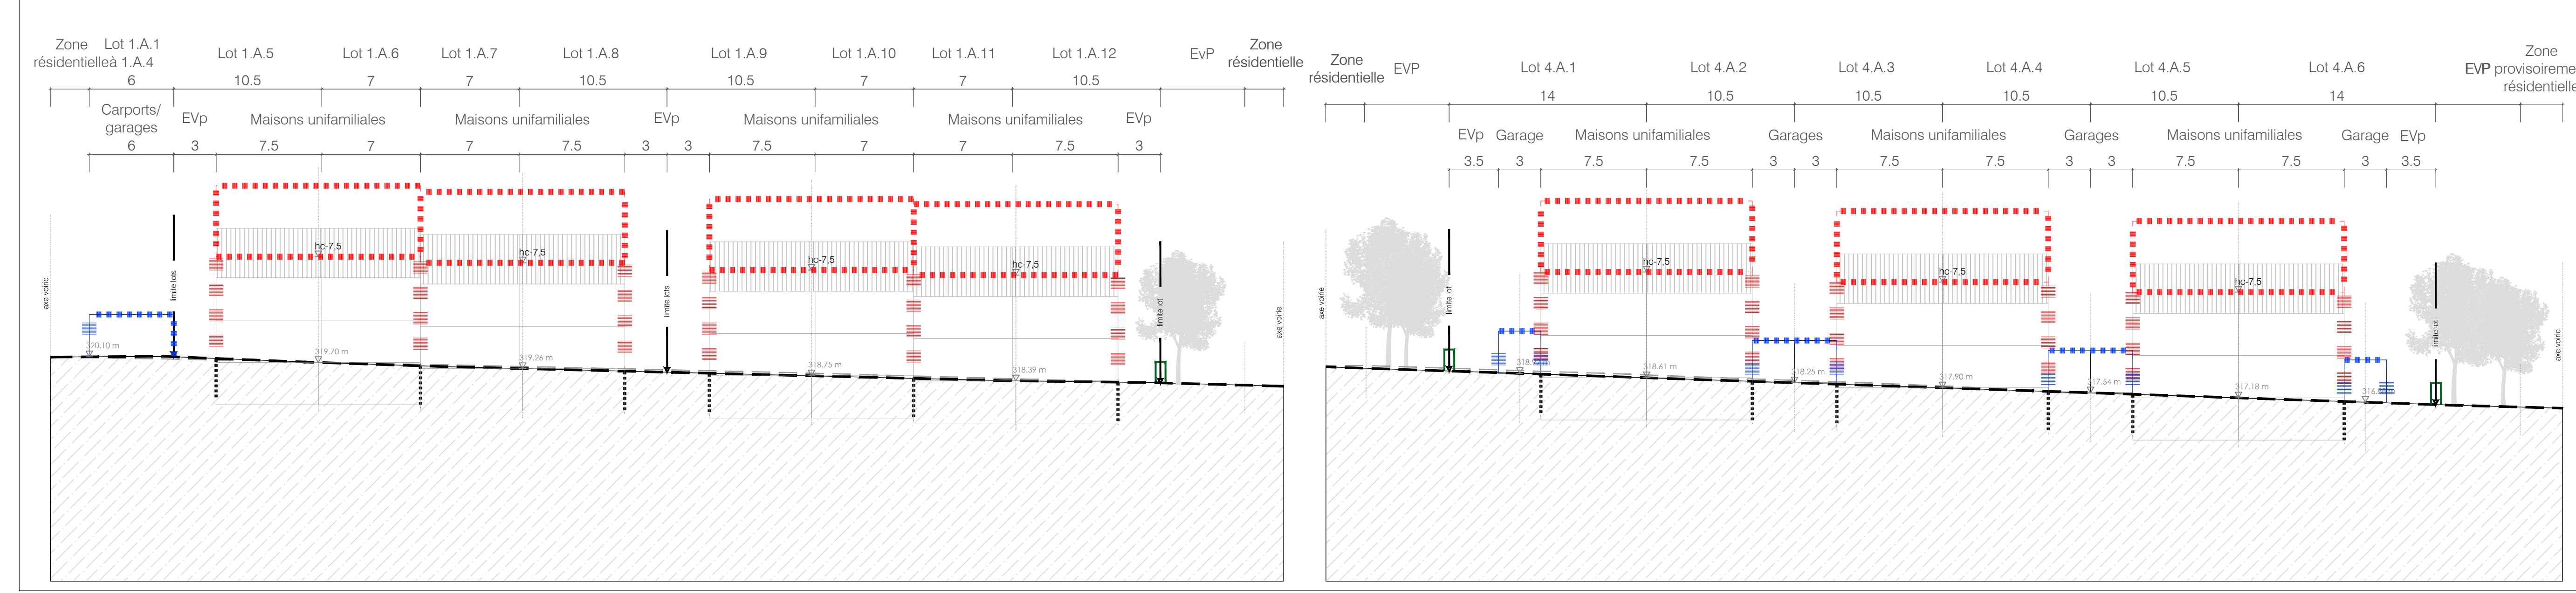 Zone
résidentielle
Lot 1.A.1
à 1.A.4
Lot 1.A.5
Lot 1.A.6
Lot 1.A.7
Lot 1.A.8
Lot 1.A.9
Lot 1.A.10
Lot 1.A.11
Lot 1.A.12
EvP
Zone
résidentielle
6
10.5
7
7
10.5
10.5
7
7
10.5
Carports/
garages
EVp
Maisons unifamiliales
Maisons unifamiliales
EVp
Maisons unifamiliales
Maisons unifamiliales
EVp
6
3
7.5
7
7
7.5
3
3
7.5
7
7
7.5
3
hc-7,5
hc-7,5
hc-7,5
hc-7,5
axe voirie
limite lots
limite lots
limite lot
axe voirie
320,10 m
319,70 m
319.26 m
318.75 m
318.39 m
Zone
résidentielle
EVP
Lot 4.A.1
Lot 4.A.2
Lot 4.A.3
Lot 4.A.4
Lot 4.A.5
Lot 4.A.6
Zone
EVP provisoireme
résidentielle
14
10.5
10.5
10.5
10.5
14
EVp
Garage
Maisons unifamiliales
Garages
Maisons unifamiliales
Garages
Maisons unifamiliales
Garage
EVp
3.5
3
7.5
7.5
3
3
7.5
7.5
3
3
7.5
7.5
3
3.5
hc-7,5
hc-7,5
hc-7,5
axe voirie
limite lot
limite lot
axe voirie
318.61 m
318.25 m
317.90 m
317,54 m
317.18 m